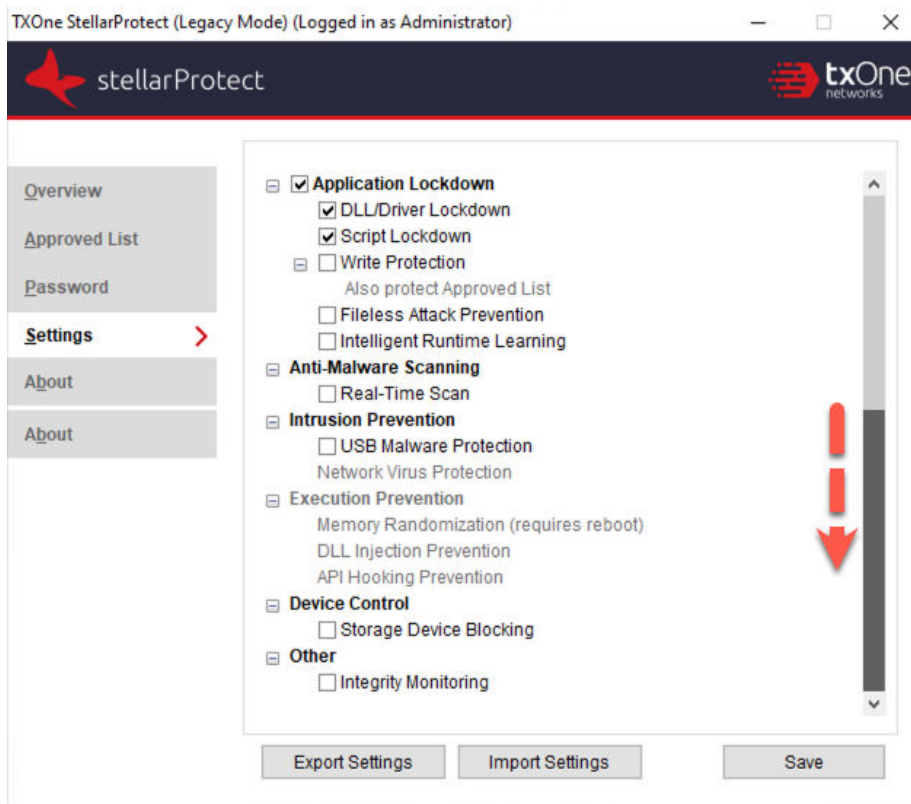 TXOne StellarProtect (Legacy Mode) (Logged in as Administrator)
stellarProtect
txOne
networks
Overview
Approved List
Password
Settings
About
About
Application Lockdown
DLL/Driver Lockdown
Script Lockdown
Write Protection
Also protect Approved List
Fileless Attack Prevention
Intelligent Runtime Learning
Anti-Malware Scanning
Real-Time Scan
Intrusion Prevention
USB Malware Protection
Network Virus Protection
Execution Prevention
Memory Randomization (requires reboot)
DLL Injection Prevention
API Hooking Prevention
Device Control
Storage Device Blocking
Other
Integrity Monitoring
Export Settings
Import Settings
Save